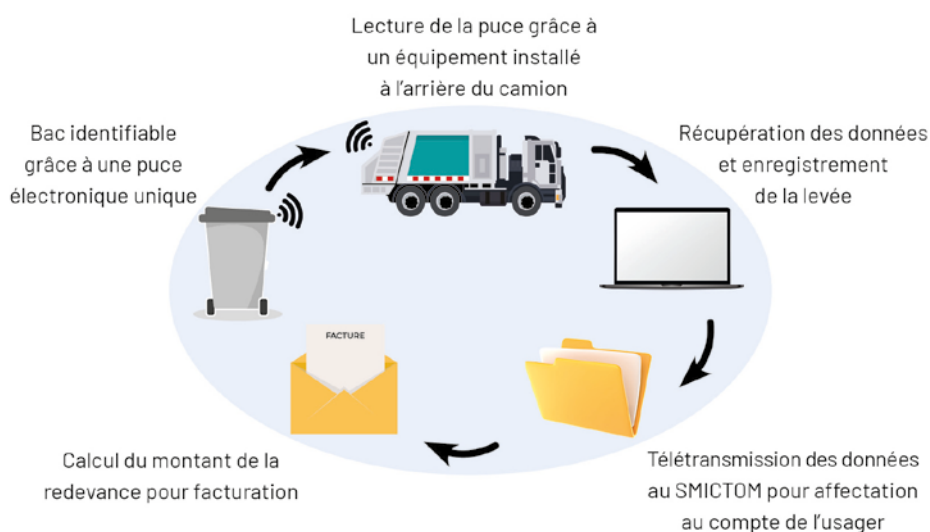 Lecture de la puce grâce à
un équipement installé
à l'arrière du camion
Bac identifiable
grâce à une puce
électronique unique
Récupération des données
et enregistrement
de la levée
FACTURE
Calcul du montant de la
redevance pour facturation
Télétransmission des données
au SMICTOM pour affectation
au compte de l'usager